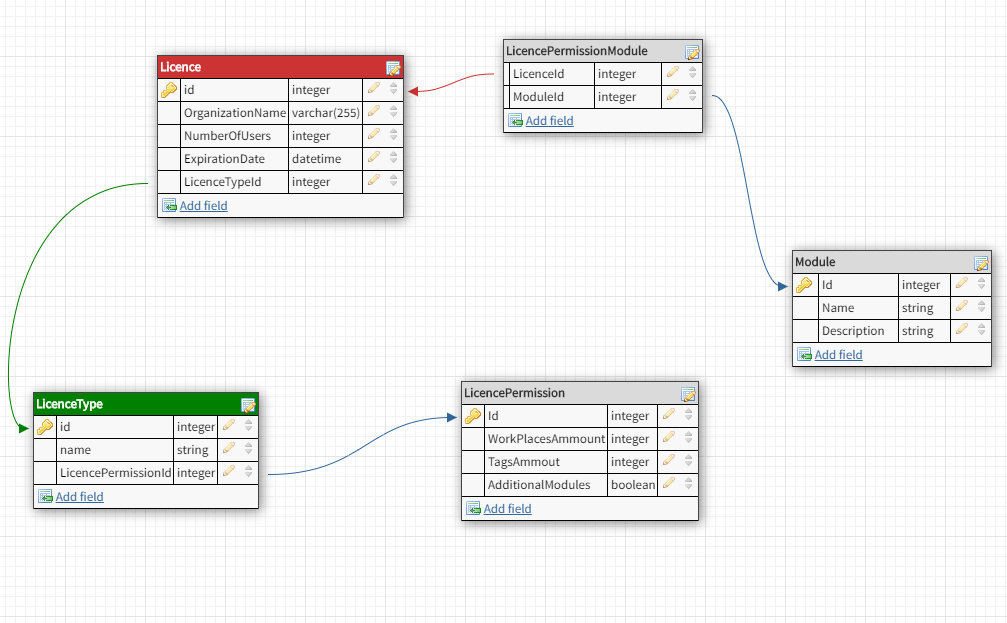 Licence
id integer
OrganizationName varchar(255)
NumberOfUsers integer
ExpirationDate datetime
LicenceTypeId integer
Add field
LicencePermissionModule
LicenceId integer
ModuleId integer
Add field
Module
Id integer
Name string
Description string
Add field
LicenceType
id integer
name string
LicencePermissionId integer
Add field
LicencePermission
Id integer
WorkPlacesAmmount integer
TagsAmmout integer
AdditionalModules boolean
Add field